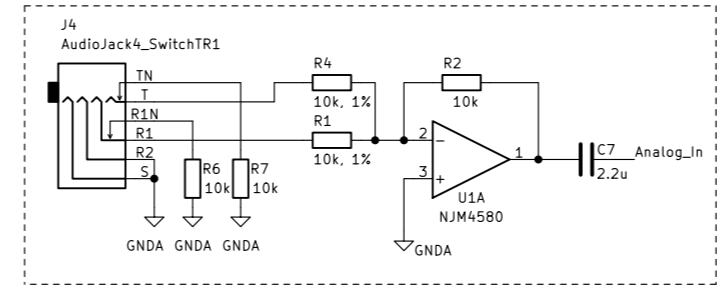 J4
AudioJack4_SwitchTR1
TN
T
R1N
R1
R2
S
R4
10k, 1%
R1
10k, 1%
R2
10k
R6
10k
R7
10k
2
3
1
U1A
NJM4580
C7
2.2u
Analog_In
GNDA GNDA GNDA
GNDA